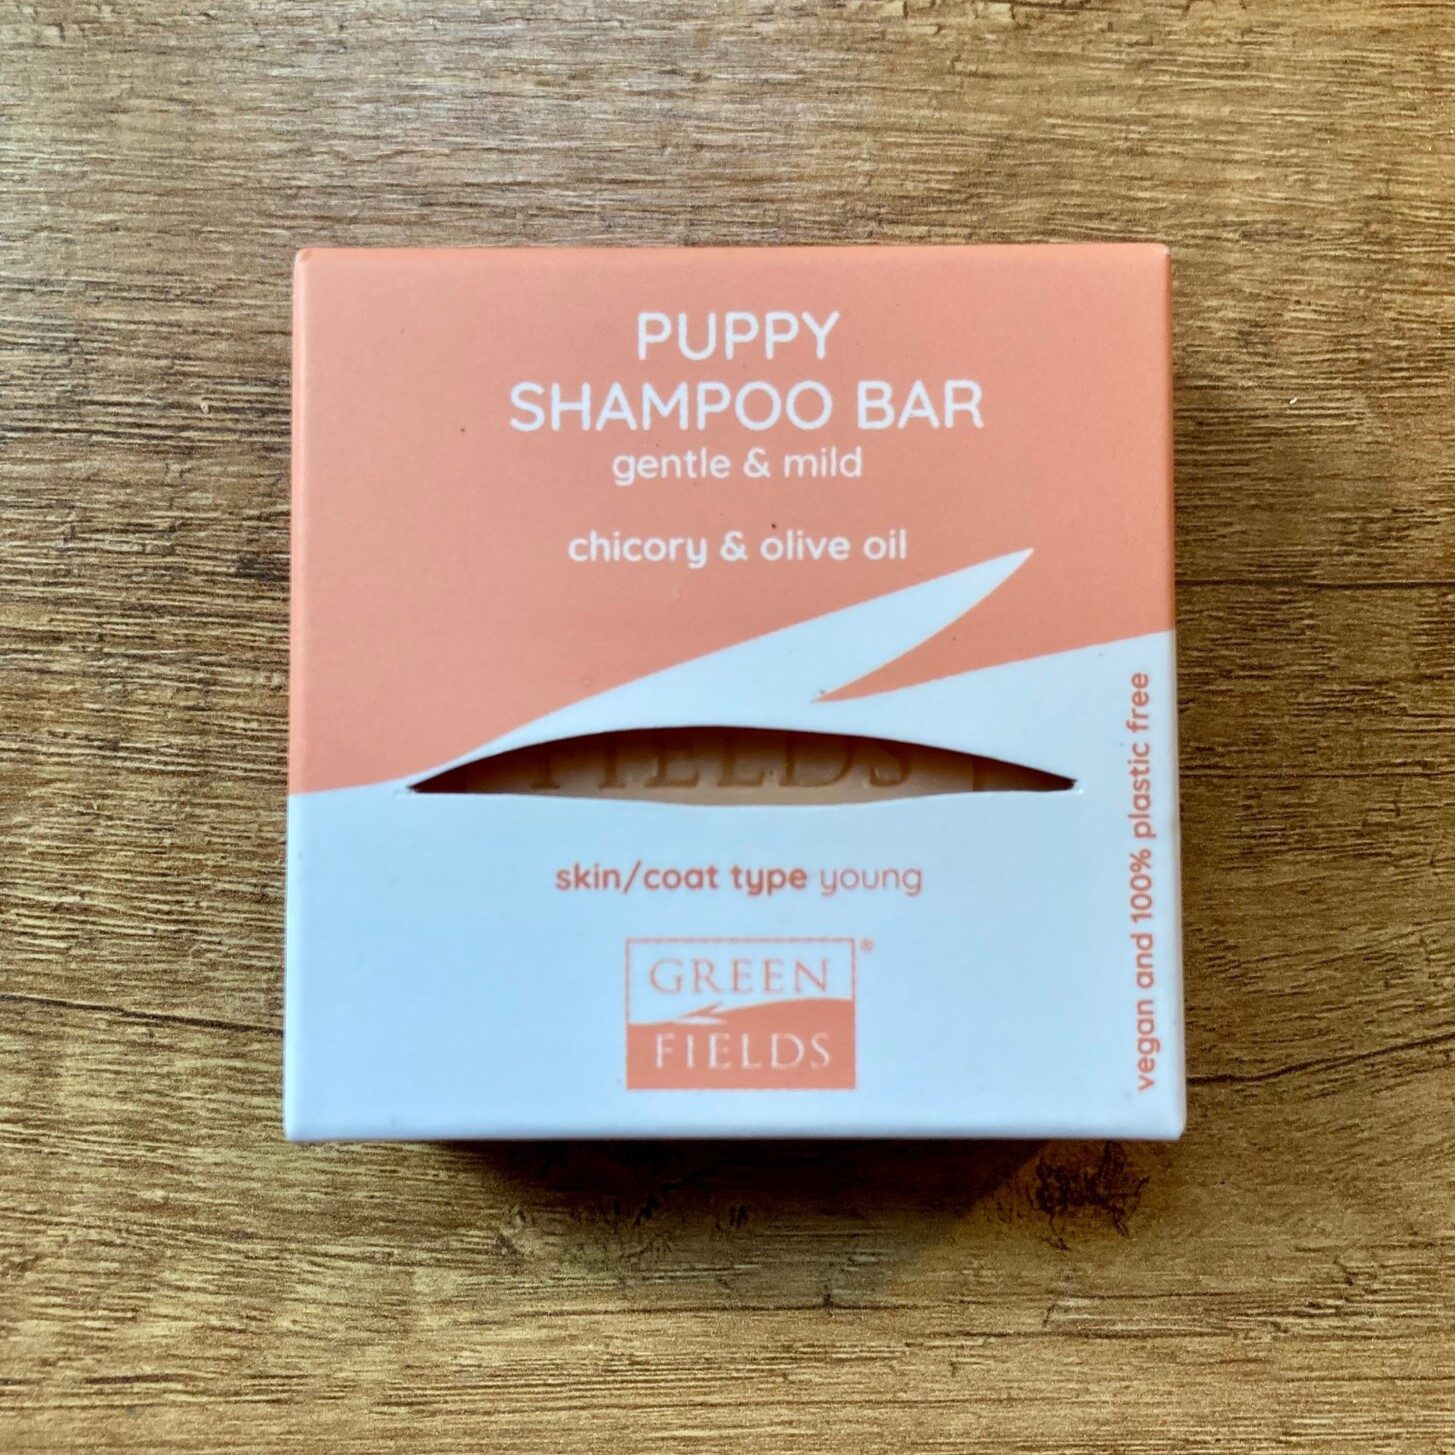 PUPPY
SHAMPOO BAR
gentle & mild
chicory & olive oil
FIELDS
skin/coat type young
GREEN
FIELDS
®
vegan and 100% plastic free